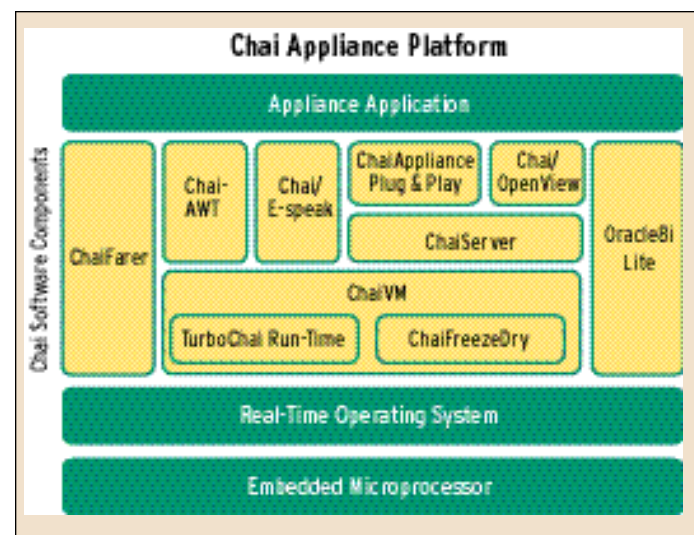 Chai Appliance Platform
Appliance Application
Chai Software Components
ChaiFarer
Chai-
AWT
Chai/
E-speak
ChaiAppliance
Plug & Play
Chai/
OpenView
ChaiServer
Oracle8i
Lite
ChaiVM
TurboChai Run-Time
ChaiFreezeDry
Real-Time Operating System
Embedded Microprocessor